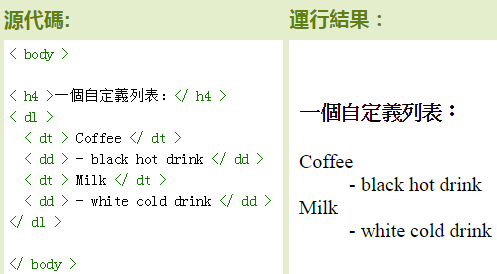 源代碼:
< body >
< h4 >一個自定義列表：</ h4 >
< dl >
< dt > Coffee </ dt >
< dd > - black hot drink </ dd >
< dt > Milk </ dt >
< dd > - white cold drink </ dd >
</ dl >
</ body >
運行結果：
一個自定義列表：
Coffee
- black hot drink
Milk
- white cold drink